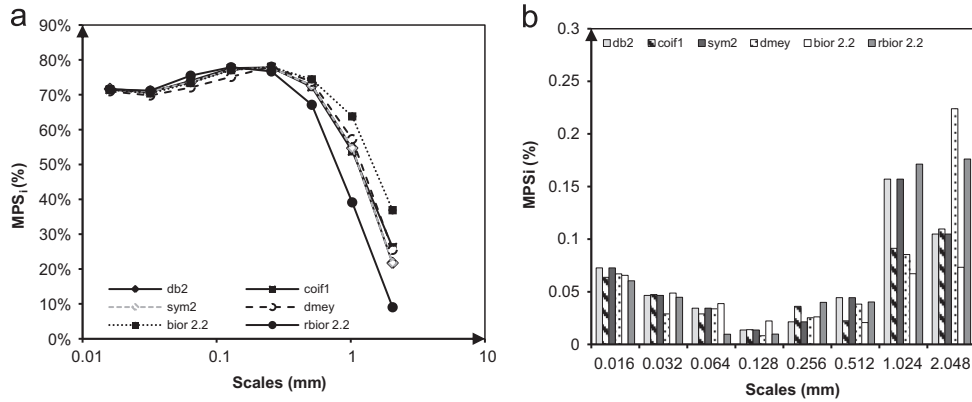 a
90%
80%
70%
60%
50%
40%
30%
20%
10%
0%
MPSi (%)
db2
coif1
sym2
dmey
bior 2.2
rbior 2.2
0.01
0.1
1
10
Scales (mm)
b
0.3
0.25
0.2
0.15
0.1
0.05
0
MPSi (%)
db2 coif1 sym2 dmey bior 2.2 rbior 2.2
0.016 0.032 0.064 0.128 0.256 0.512 1.024 2.048
Scales (mm)